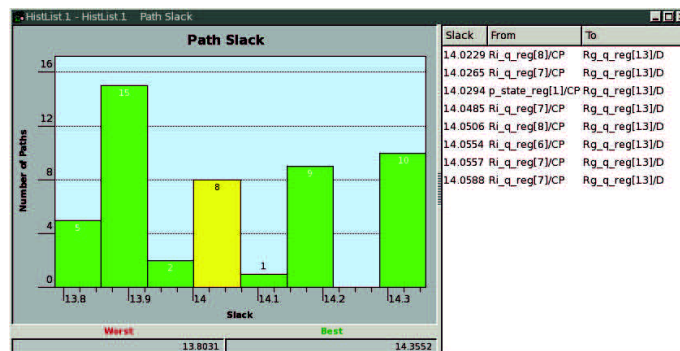 HistList.1 - HistList.1 Path Slack
Path Slack
Number of Paths
16
12
8
4
0
5
15
2
8
1
9
10
13.8
13.9
14
14.1
14.2
14.3
Slack
Worst
Best
13.8031
14.3552
Slack From To
14.0229 Ri_q_reg[8]/CP Rg_q_reg[13]/D
14.0265 Ri_q_reg[7]/CP Rg_q_reg[13]/D
14.0294 p_state_reg[1]/CP Rg_q_reg[13]/D
14.0485 Ri_q_reg[7]/CP Rg_q_reg[13]/D
14.0506 Ri_q_reg[8]/CP Rg_q_reg[13]/D
14.0554 Ri_q_reg[6]/CP Rg_q_reg[13]/D
14.0557 Ri_q_reg[7]/CP Rg_q_reg[13]/D
14.0588 Ri_q_reg[7]/CP Rg_q_reg[13]/D